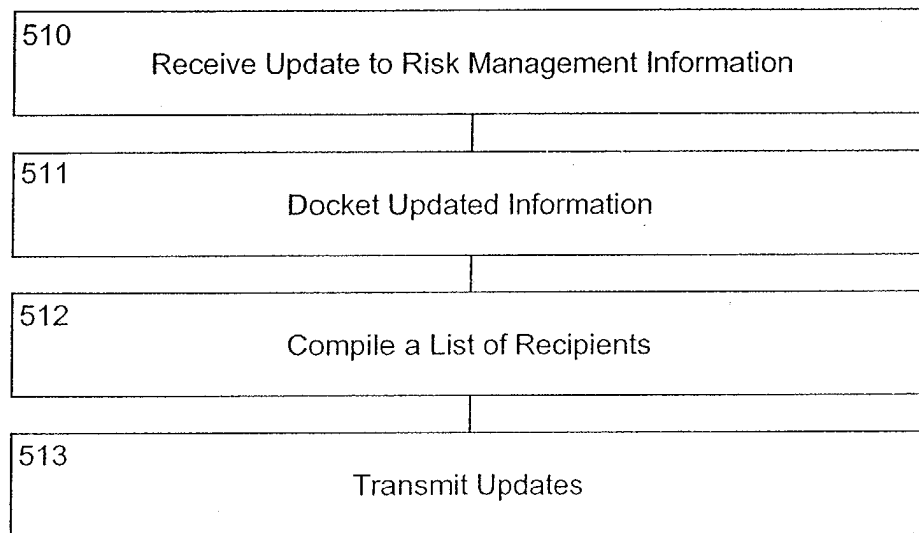 510
Receive Update to Risk Management Information
511
Docket Updated Information
512
Compile a List of Recipients
513
Transmit Updates